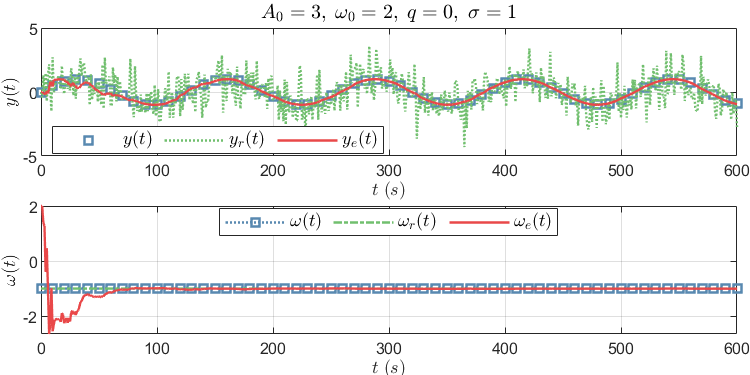 A₀ = 3, ω₀ = 2, q = 0, σ = 1
5
0
-5
y(t)
y(t) yᵣ(t) yₑ(t)
0 100 200 300 400 500 600
t (s)
2
0
-2
ω(t)
ω(t) ωᵣ(t) ωₑ(t)
0 100 200 300 400 500 600
t (s)